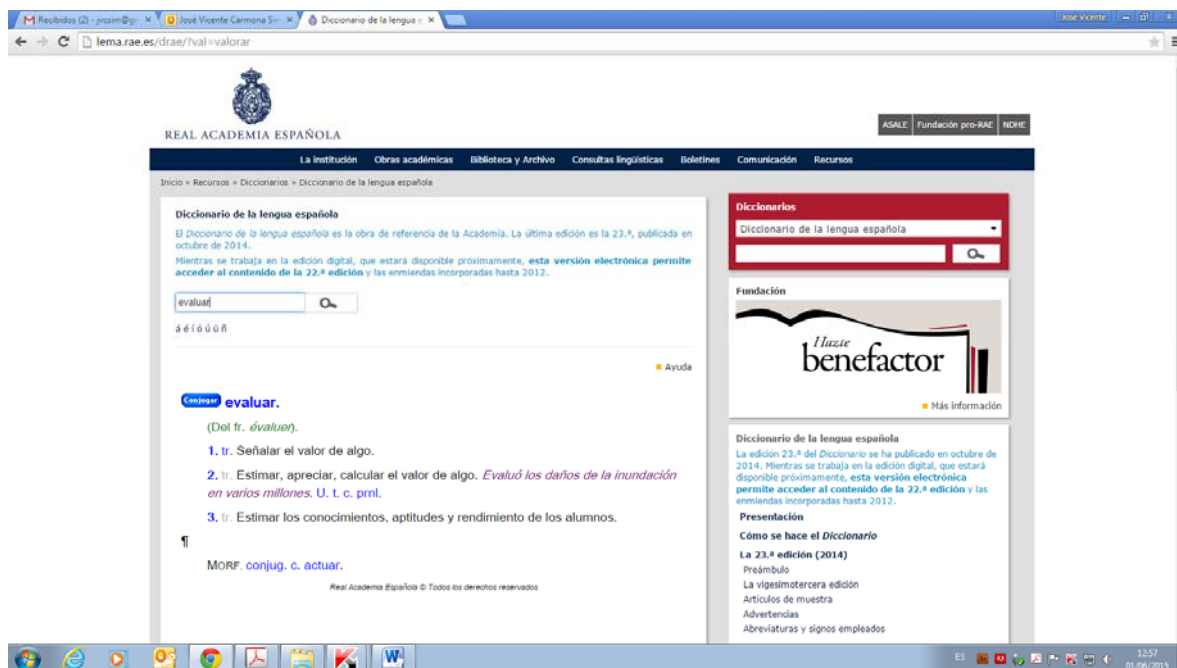 Recibidos (2) - jvcsim@g
José Vicente Carmona Sim
Diccionario de la lengua e
José Vicente
lema.rae.es/drae/?val=valorar
REAL ACADEMIA ESPAÑOLA
ASALE Fundación pro-RAE NDHE
La institución Obras académicas Biblioteca y Archivo Consultas lingüísticas Boletines Comunicación Recursos
Inicio » Recursos » Diccionarios » Diccionario de la lengua española
Diccionario de la lengua española
El Diccionario de la lengua española es la obra de referencia de la Academia. La última edición es la 23.ª, publicada en
octubre de 2014.
Mientras se trabaja en la edición digital, que estará disponible próximamente, esta versión electrónica permite
acceder al contenido de la 22.ª edición y las enmiendas incorporadas hasta 2012.
evaluar
á é í ó ú ü ñ
Ayuda
Conjugar evaluar.
(Del fr. évaluer).
1. tr. Señalar el valor de algo.
2. tr. Estimar, apreciar, calcular el valor de algo. Evaluó los daños de la inundación
en varios millones. U. t. c. prnl.
3. tr. Estimar los conocimientos, aptitudes y rendimiento de los alumnos.
¶
MORF. conjug. c. actuar.
Real Academia Española © Todos los derechos reservados
Diccionarios
Diccionario de la lengua española
Fundación
Hazte
benefactor
Más información
Diccionario de la lengua española
La edición 23.ª del Diccionario se ha publicado en octubre de
2014. Mientras se trabaja en la edición digital, que estará
disponible próximamente, esta versión electrónica
permite acceder al contenido de la 22.ª edición y las
enmiendas incorporadas hasta 2012.
Presentación
Cómo se hace el Diccionario
La 23.ª edición (2014)
Preámbulo
La vigesimotercera edición
Artículos de muestra
Advertencias
Abreviaturas y signos empleados
ES
12:57
01/06/2015